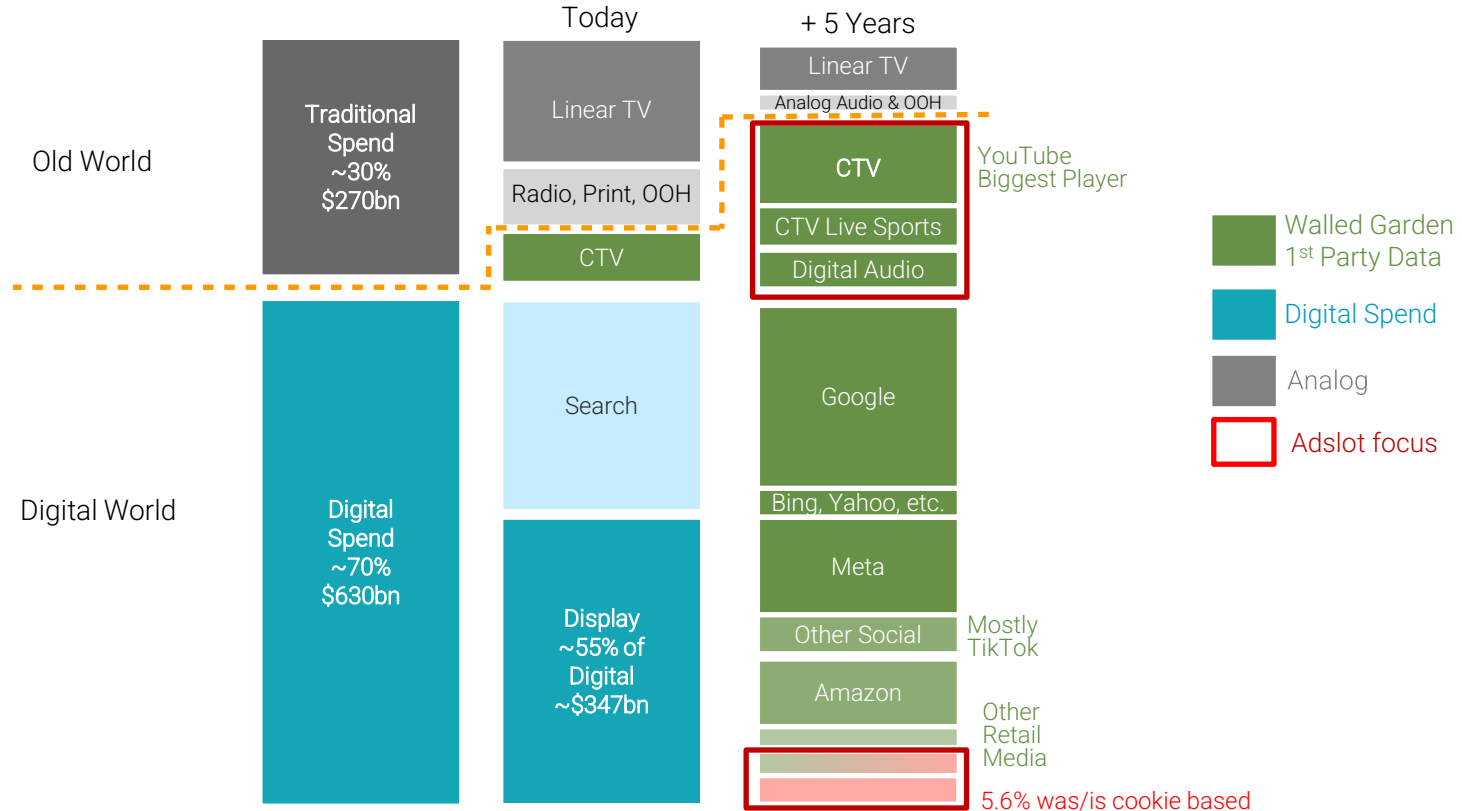 Today
+ 5 Years
Old World
Digital World
Traditional
Spend
~30%
$270bn
Digital
Spend
~70%
$630bn
Linear TV
Radio, Print, OOH
CTV
Search
Display
~55% of
Digital
~$347bn
Linear TV
Analog Audio & OOH
CTV
CTV Live Sports
Digital Audio
Google
Bing, Yahoo, etc.
Meta
Other Social
Amazon
YouTube
Biggest Player
Mostly
TikTok
Other
Retail
Media
5.6% was/is cookie based
Walled Garden
1st Party Data
Digital Spend
Analog
Adslot focus